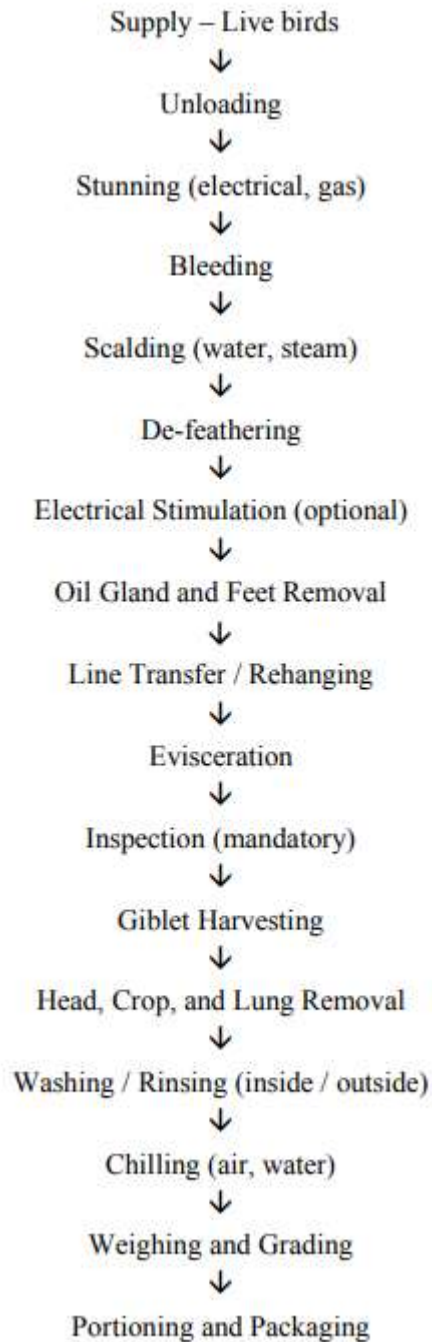 Supply – Live birds
↓
Unloading
↓
Stunning (electrical, gas)
↓
Bleeding
↓
Scalding (water, steam)
↓
De-feathering
↓
Electrical Stimulation (optional)
↓
Oil Gland and Feet Removal
↓
Line Transfer / Rehanging
↓
Evisceration
↓
Inspection (mandatory)
↓
Giblet Harvesting
↓
Head, Crop, and Lung Removal
↓
Washing / Rinsing (inside / outside)
↓
Chilling (air, water)
↓
Weighing and Grading
↓
Portioning and Packaging